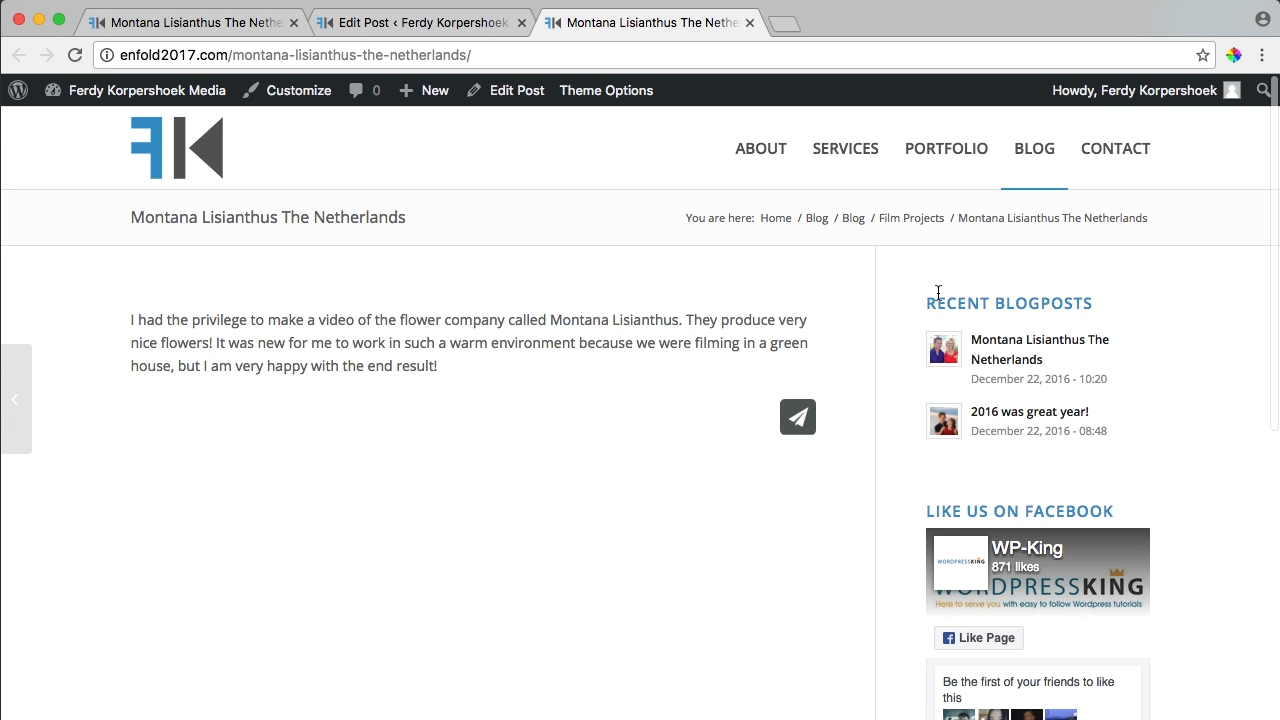 Montana Lisianthus The Nethe
Edit Post ‹ Ferdy Korpershoek
Montana Lisianthus The Nethe
enfold2017.com/montana-lisianthus-the-netherlands/
Ferdy Korpershoek Media
Customize
0
New
Edit Post
Theme Options
Howdy, Ferdy Korpershoek
ABOUT
SERVICES
PORTFOLIO
BLOG
CONTACT
Montana Lisianthus The Netherlands
You are here: Home / Blog / Blog / Film Projects / Montana Lisianthus The Netherlands
I had the privilege to make a video of the flower company called Montana Lisianthus. They produce very
nice flowers! It was new for me to work in such a warm environment because we were filming in a green
house, but I am very happy with the end result!
RECENT BLOGPOSTS
Montana Lisianthus The
Netherlands
December 22, 2016 - 10:20
2016 was great year!
December 22, 2016 - 08:48
LIKE US ON FACEBOOK
WP-King
871 likes
WORDPRESSKING
WORDPRESSKING
Here to serve you with easy to follow Wordpress tutorials
Like Page
Be the first of your friends to like
this